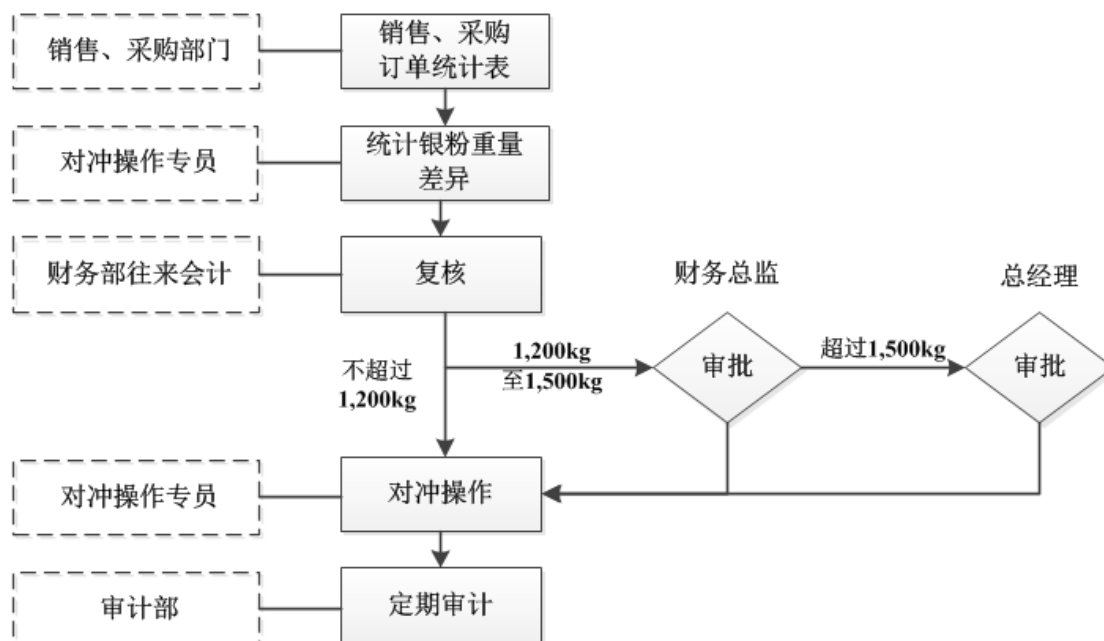 销售、采购部门
销售、采购
订单统计表
对冲操作专员
统计银粉重量
差异
财务部往来会计
复核
财务总监
总经理
不超过
1,200kg
1,200kg
至1,500kg
审批
超过1,500kg
审批
对冲操作专员
对冲操作
审计部
定期审计